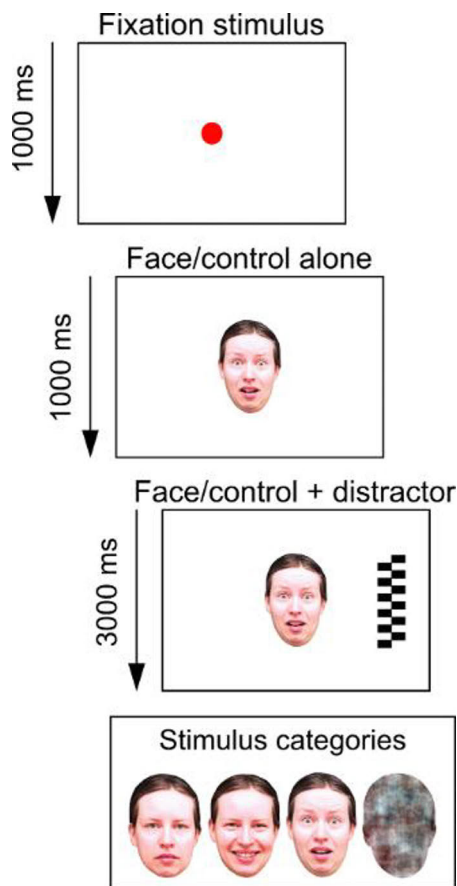 Fixation stimulus
1000 ms
Face/control alone
1000 ms
Face/control + distractor
3000 ms
Stimulus categories